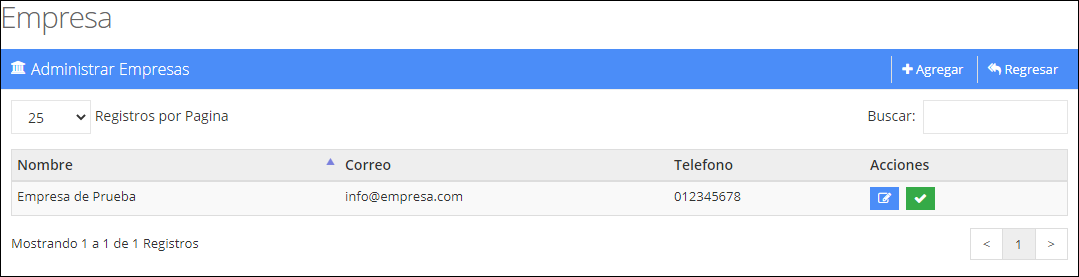 Empresa
Administrar Empresas Agregar Regresar
25 Registros por Pagina Buscar:
Nombre Correo Telefono Acciones
Empresa de Prueba info@empresa.com 012345678
Mostrando 1 a 1 de 1 Registros < 1 >